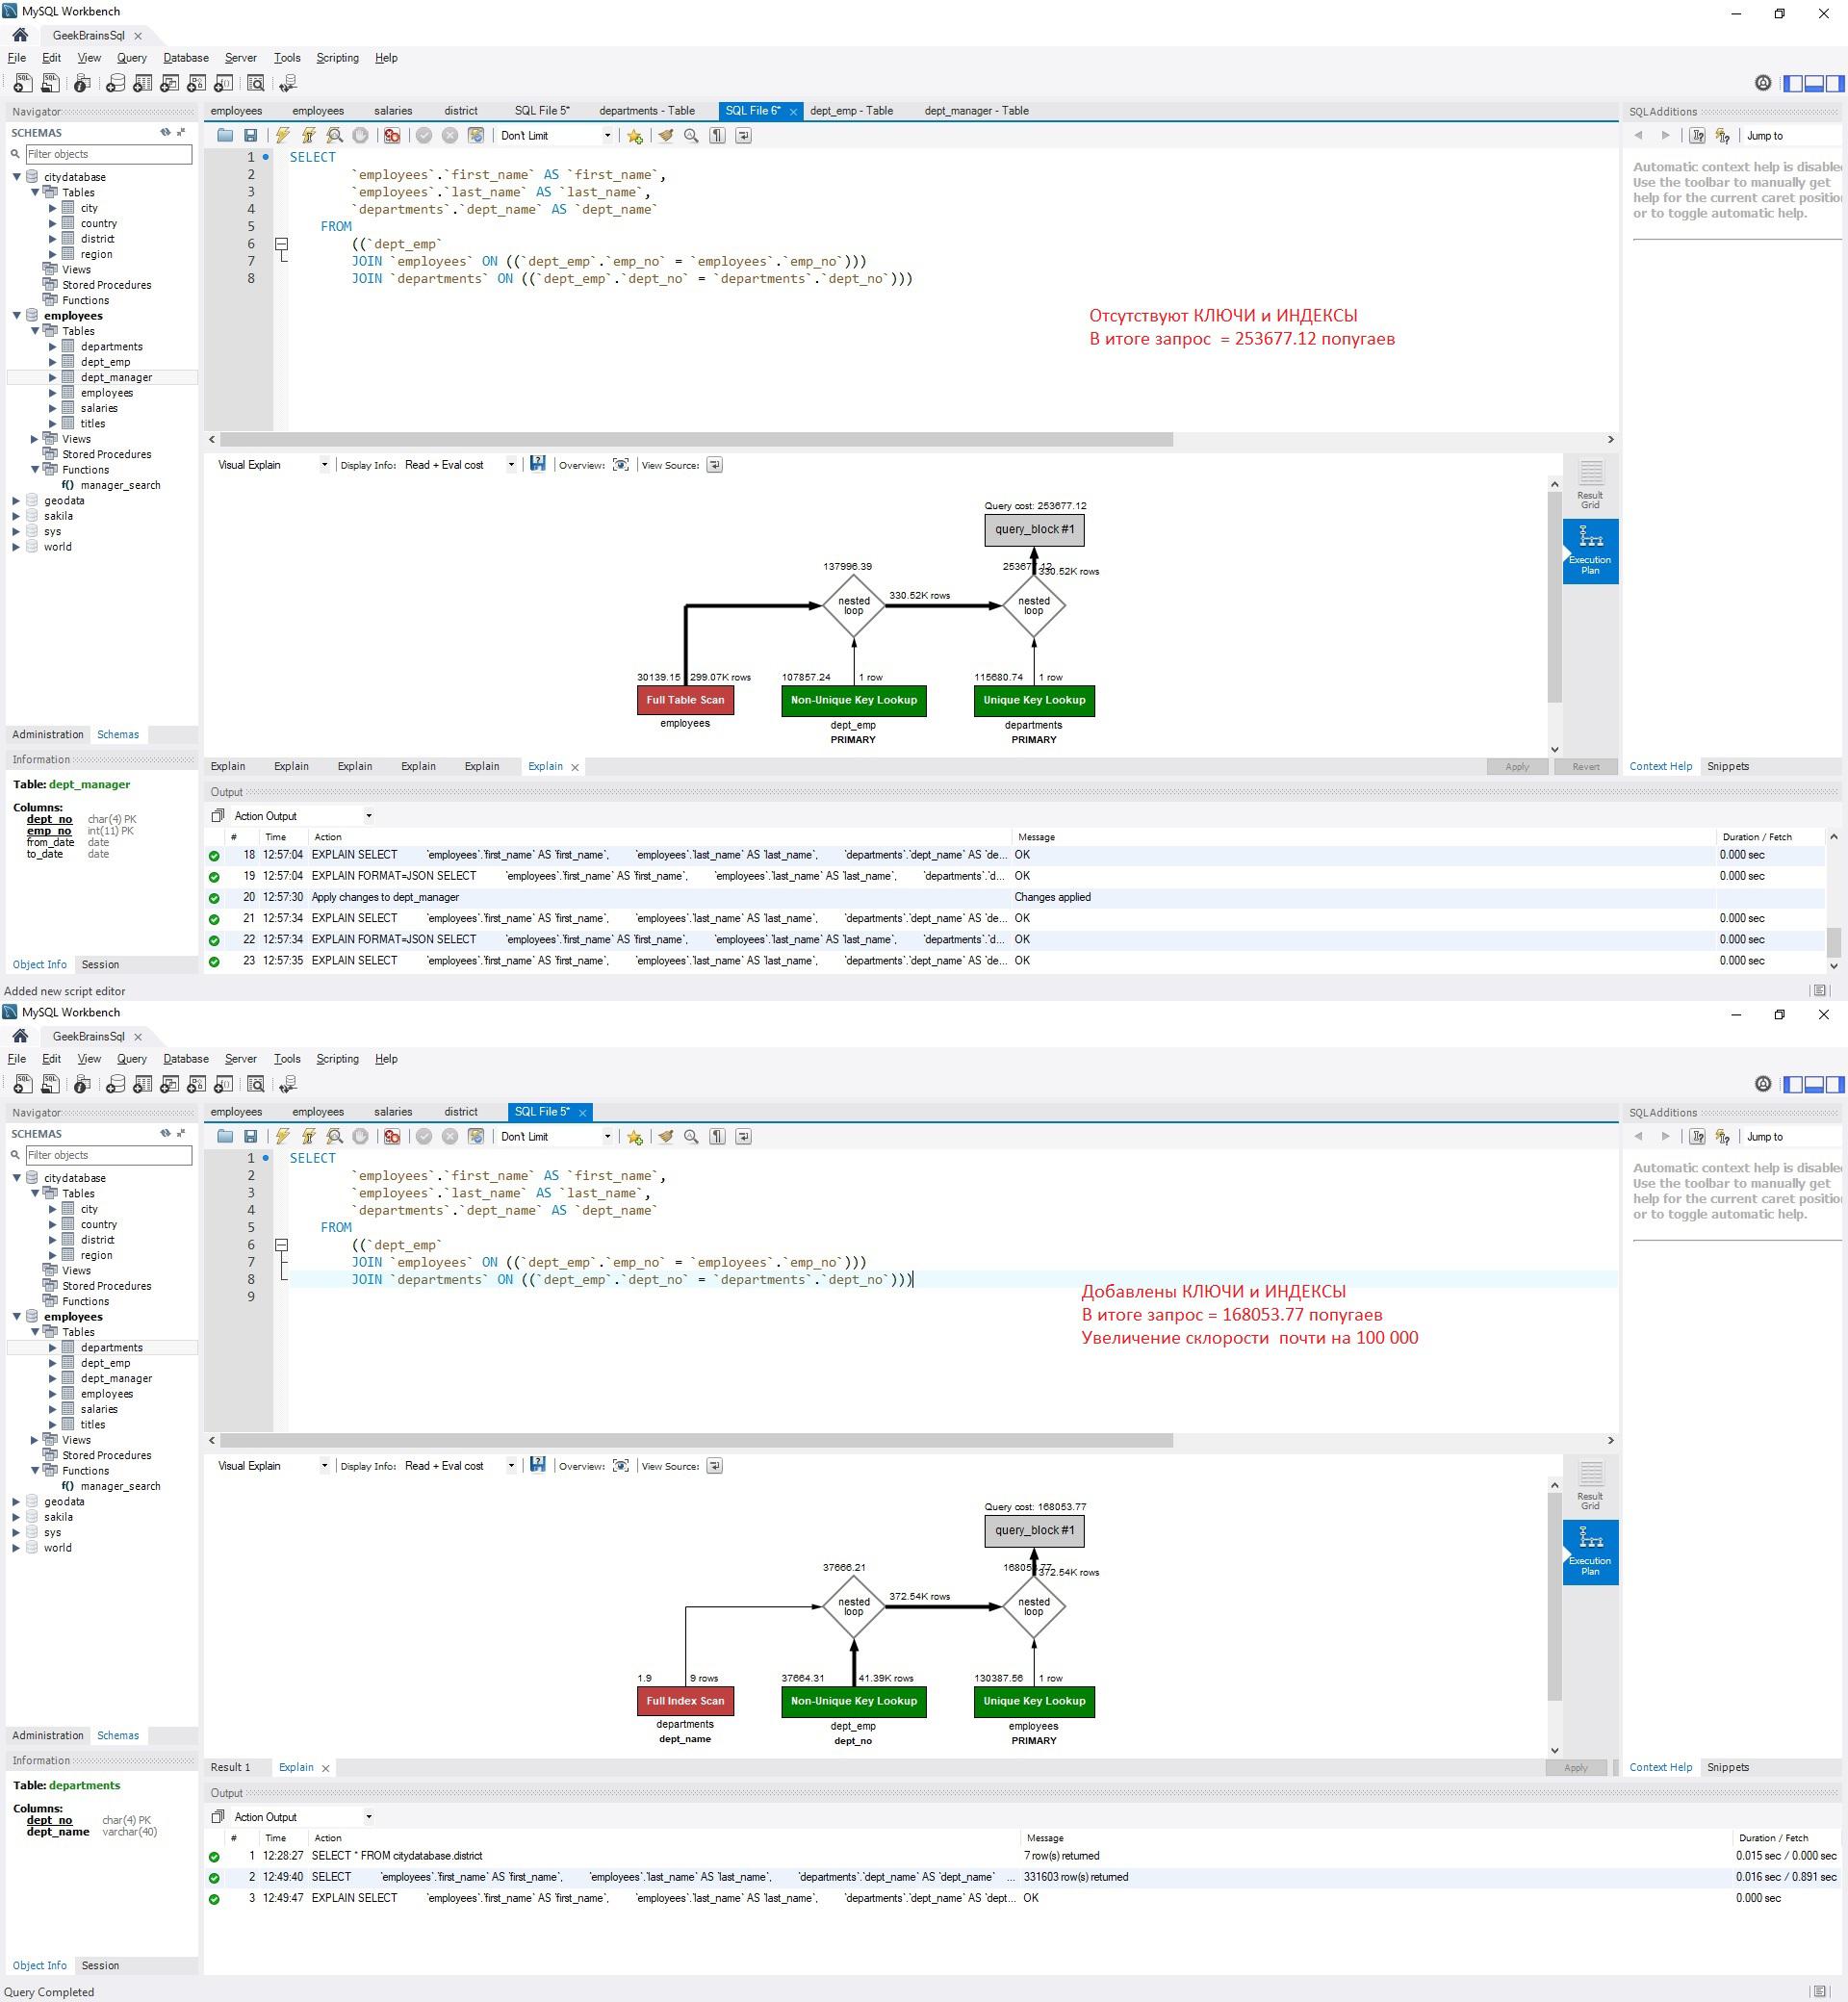 MySQL Workbench
GeekBrainsSql
File Edit View Query Database Server Tools Scripting Help
Navigator
SCHEMAS
Filter objects
citydatabase
Tables
city
country
district
region
Views
Stored Procedures
Functions
employees
Tables
departments
dept_emp
dept_manager
employees
salaries
titles
Views
Stored Procedures
Functions
f() manager_search
geodata
sakila
sys
world
Administration Schemas
Information
Table: dept_manager
Columns:
dept_no char(4) PK
emp_no int(11) PK
from_date date
to_date date
Object Info Session
employees employees salaries district SQL File 5* departments - Table SQL File 6* dept_emp - Table dept_manager - Table
Don't Limit
1 SELECT
2 `employees`.`first_name` AS `first_name`,
3 `employees`.`last_name` AS `last_name`,
4 `departments`.`dept_name` AS `dept_name`
5 FROM
6 ((`dept_emp`
7 JOIN `employees` ON ((`dept_emp`.`emp_no` = `employees`.`emp_no`)))
8 JOIN `departments` ON ((`dept_emp`.`dept_no` = `departments`.`dept_no`)))
Отсутствуют КЛЮЧИ и ИНДЕКСЫ
В итоге запрос = 253677.12 попугаев
Visual Explain Display Info: Read + Eval cost Overview: View Source:
Query cost: 253677.12
query_block #1
137996.39
253677.12
330.52K rows
nested loop
330.52K rows
nested loop
30139.15 299.07K rows
107857.24 1 row
115680.74 1 row
Full Table Scan
Non-Unique Key Lookup
Unique Key Lookup
employees
dept_emp
departments
PRIMARY
PRIMARY
Result Grid
Execution Plan
Explain Explain Explain Explain Explain Explain
Apply Revert
Output
Action Output
# Time Action Message Duration / Fetch
18 12:57:04 EXPLAIN SELECT `employees`.`first_name` AS `first_name`, `employees`.`last_name` AS `last_name`, `departments`.`dept_name` AS `de... OK 0.000 sec
19 12:57:04 EXPLAIN FORMAT=JSON SELECT `employees`.`first_name` AS `first_name`, `employees`.`last_name` AS `last_name`, `departments`.`d... OK 0.000 sec
20 12:57:30 Apply changes to dept_manager Changes applied
21 12:57:34 EXPLAIN SELECT `employees`.`first_name` AS `first_name`, `employees`.`last_name` AS `last_name`, `departments`.`dept_name` AS `de... OK 0.000 sec
22 12:57:34 EXPLAIN FORMAT=JSON SELECT `employees`.`first_name` AS `first_name`, `employees`.`last_name` AS `last_name`, `departments`.`d... OK 0.000 sec
23 12:57:35 EXPLAIN SELECT `employees`.`first_name` AS `first_name`, `employees`.`last_name` AS `last_name`, `departments`.`dept_name` AS `de... OK 0.000 sec
SQLAdditions
Jump to
Automatic context help is disable
Use the toolbar to manually get
help for the current caret positio
or to toggle automatic help.
Context Help Snippets
Added new script editor
MySQL Workbench
GeekBrainsSql
File Edit View Query Database Server Tools Scripting Help
Navigator
SCHEMAS
Filter objects
citydatabase
Tables
city
country
district
region
Views
Stored Procedures
Functions
employees
Tables
departments
dept_emp
dept_manager
employees
salaries
titles
Views
Stored Procedures
Functions
f() manager_search
geodata
sakila
sys
world
Administration Schemas
Information
Table: departments
Columns:
dept_no char(4) PK
dept_name varchar(40)
Object Info Session
employees employees salaries district SQL File 5*
Don't Limit
1 SELECT
2 `employees`.`first_name` AS `first_name`,
3 `employees`.`last_name` AS `last_name`,
4 `departments`.`dept_name` AS `dept_name`
5 FROM
6 ((`dept_emp`
7 JOIN `employees` ON ((`dept_emp`.`emp_no` = `employees`.`emp_no`)))
8 JOIN `departments` ON ((`dept_emp`.`dept_no` = `departments`.`dept_no`)))
9
Добавлены КЛЮЧИ и ИНДЕКСЫ
В итоге запрос = 168053.77 попугаев
Увеличение склорости почти на 100 000
Visual Explain Display Info: Read + Eval cost Overview: View Source:
Query cost: 168053.77
query_block #1
37666.21
168053.77
372.54K rows
nested loop
372.54K rows
nested loop
1.9 9 rows
37664.31 41.39K rows
130387.56 1 row
Full Index Scan
Non-Unique Key Lookup
Unique Key Lookup
departments
dept_emp
employees
dept_name
dept_no
PRIMARY
Result Grid
Execution Plan
Result 1 Explain
Apply
Output
Action Output
# Time Action Message Duration / Fetch
1 12:28:27 SELECT * FROM citydatabase.district 7 row(s) returned 0.015 sec / 0.000 sec
2 12:49:40 SELECT `employees`.`first_name` AS `first_name`, `employees`.`last_name` AS `last_name`, `departments`.`dept_name` AS `dept_name` ... 331603 row(s) returned 0.016 sec / 0.891 sec
3 12:49:47 EXPLAIN SELECT `employees`.`first_name` AS `first_name`, `employees`.`last_name` AS `last_name`, `departments`.`dept_name` AS `dept... OK 0.000 sec
SQLAdditions
Jump to
Automatic context help is disable
Use the toolbar to manually get
help for the current caret positio
or to toggle automatic help.
Context Help Snippets
Query Completed